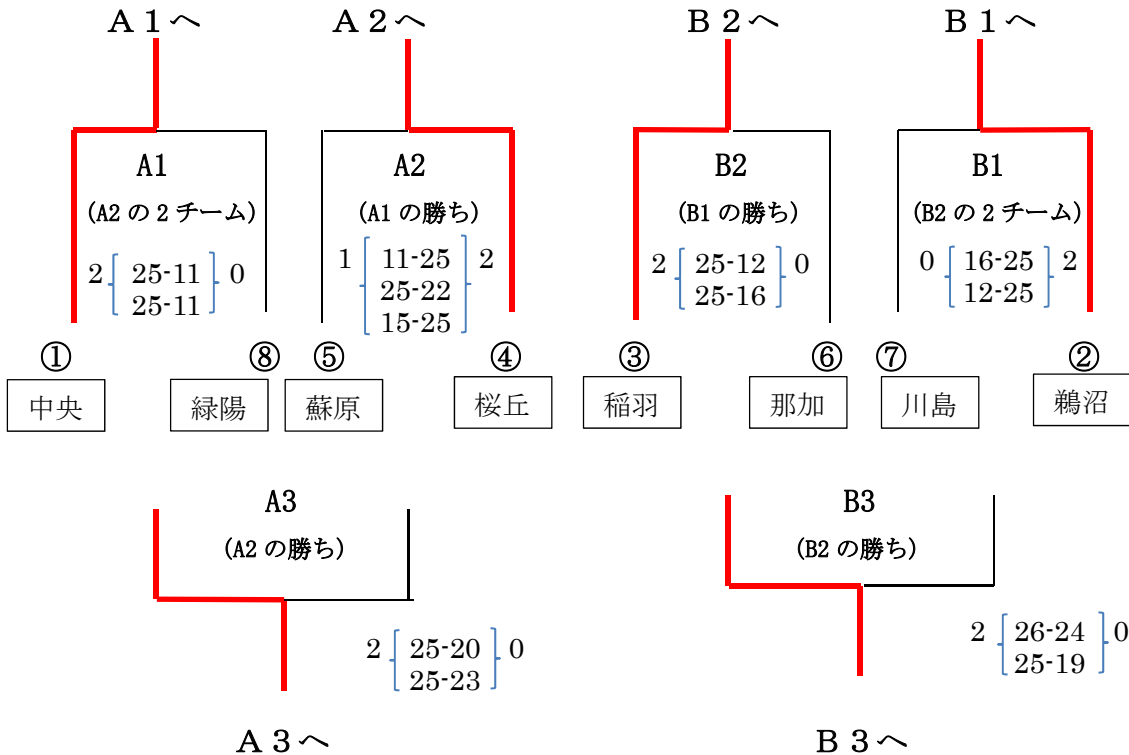 Ａ１へ Ａ２へ Ｂ２へ Ｂ１へ
A1 A2 B2 B1
(A2 の 2 チーム) (A1 の勝ち) (B1 の勝ち) (B2 の 2 チーム)
2 25-11 0 1 11-25 2 2 25-12 0 0 16-25 2
25-11 25-22 25-16 12-25
15-25
① ⑧ ⑤ ④ ③ ⑥ ⑦ ②
中央 緑陽 蘇原 桜丘 稲羽 那加 川島 鵜沼
A3 B3
(A2 の勝ち) (B2 の勝ち)
2 25-20 0 2 26-24 0
25-23 25-19
Ａ３へ Ｂ３へ